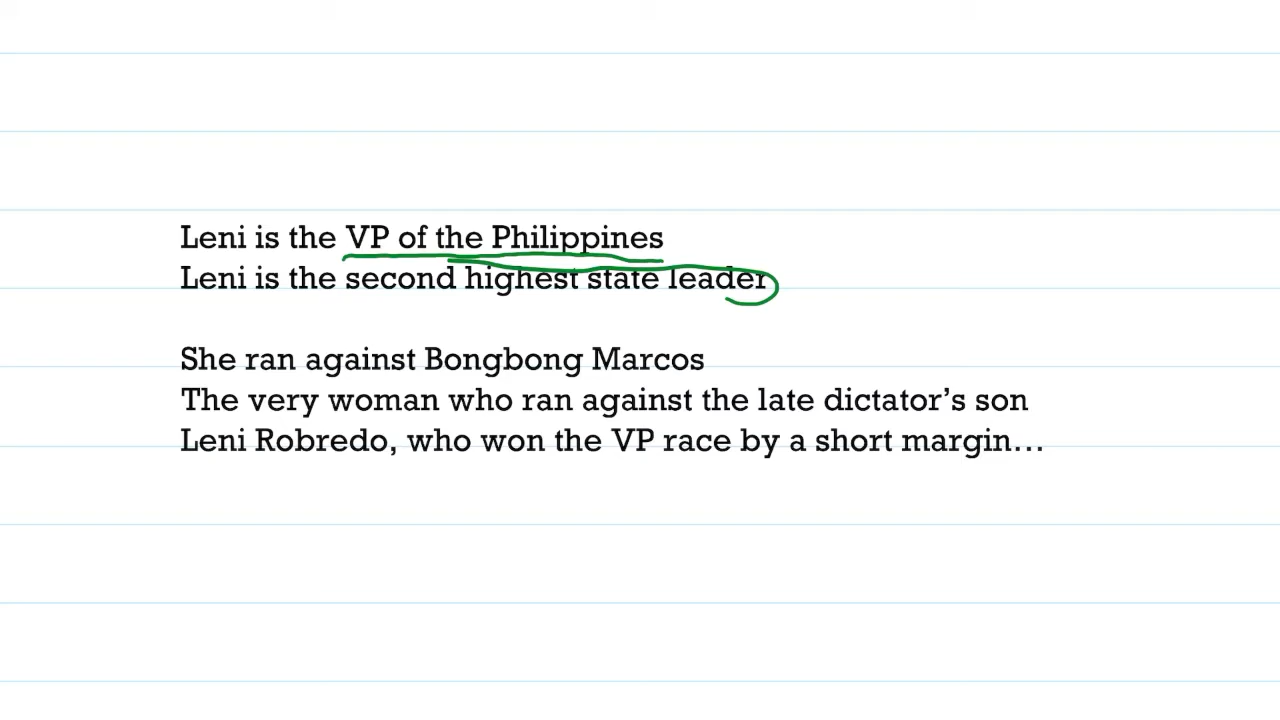 Leni is the VP of the Philippines
Leni is the second highest state leader
She ran against Bongbong Marcos
The very woman who ran against the late dictator’s son
Leni Robredo, who won the VP race by a short margin…